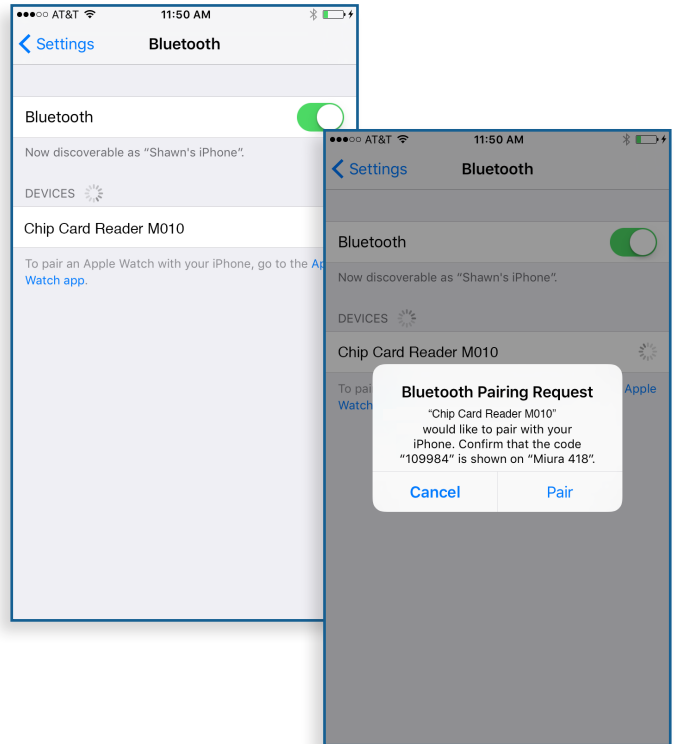 ●●●○○ AT&T 11:50 AM
Settings Bluetooth
Bluetooth
Now discoverable as “Shawn's iPhone”.
DEVICES
Chip Card Reader M010
To pair an Apple Watch with your iPhone, go to the Ap
Watch app.
●●●○○ AT&T 11:50 AM
Settings Bluetooth
Bluetooth
Now discoverable as “Shawn's iPhone”.
DEVICES
Chip Card Reader M010
To pai Apple
Watch
Bluetooth Pairing Request
“Chip Card Reader M010”
would like to pair with your
iPhone. Confirm that the code
“109984” is shown on “Miura 418”.
Cancel Pair